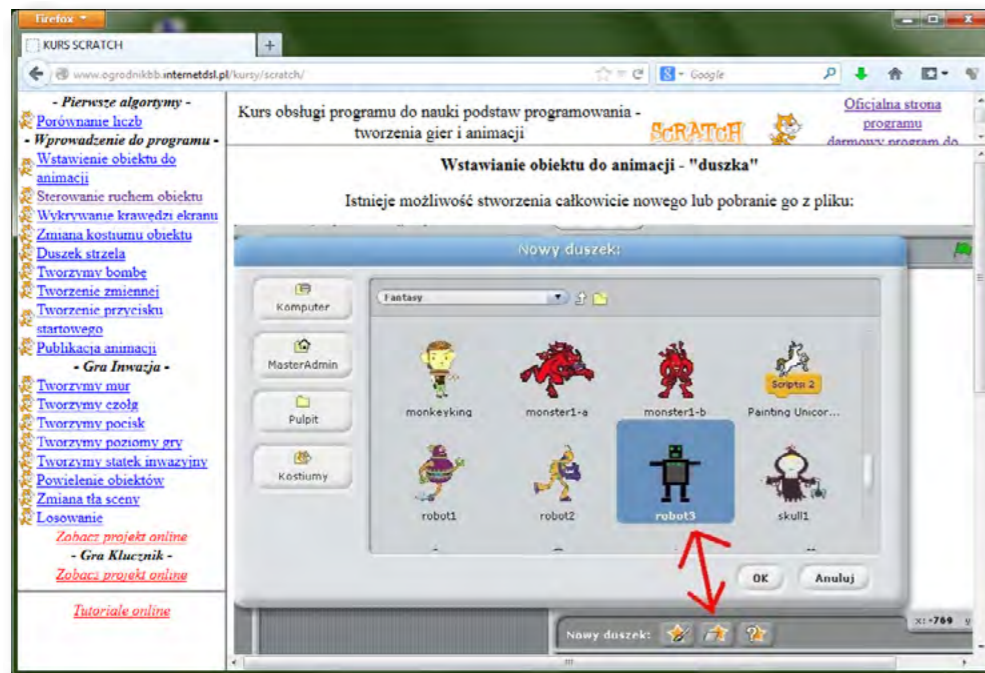 Firefox
KURS SCRATCH
www.ogrodnikbb.internetdsl.pl/kursy/scratch/
Google
- Pierwsze algortymy -
Porównanie liczb
- Wprowadzenie do programu -
Wstawienie obiektu do
animacji
Sterowanie ruchem obiektu
Wykrywanie krawędzi ekranu
Zmiana kostiumu obiektu
Duszek strzela
Tworzymy bombę
Tworzenie zmiennej
Tworzenie przycisku
startowego
Publikacja animacji
- Gra Inwazja -
Tworzymy mur
Tworzymy czołg
Tworzymy pocisk
Tworzymy poziomy gry
Tworzymy statek inwazyjny
Powielenie obiektów
Zmiana tła sceny
Losowanie
Zobacz projekt online
- Gra Klucznik -
Zobacz projekt online
Tutoriale online
Kurs obsługi programu do nauki podstaw programowania -
tworzenia gier i animacji
SCRATCH
Oficjalna strona
programu
darmowy program do
Wstawianie obiektu do animacji - "duszka"
Istnieje możliwość stworzenia całkowicie nowego lub pobranie go z pliku:
Nowy duszek:
Komputer
MasterAdmin
Pulpit
Kostiumy
Fantasy
monkeyking
monster1-a
monster1-b
Scripts: 2
Painting Unicor...
robot1
robot2
robot3
skull1
OK
Anuluj
Nowy duszek:
x: -769
y